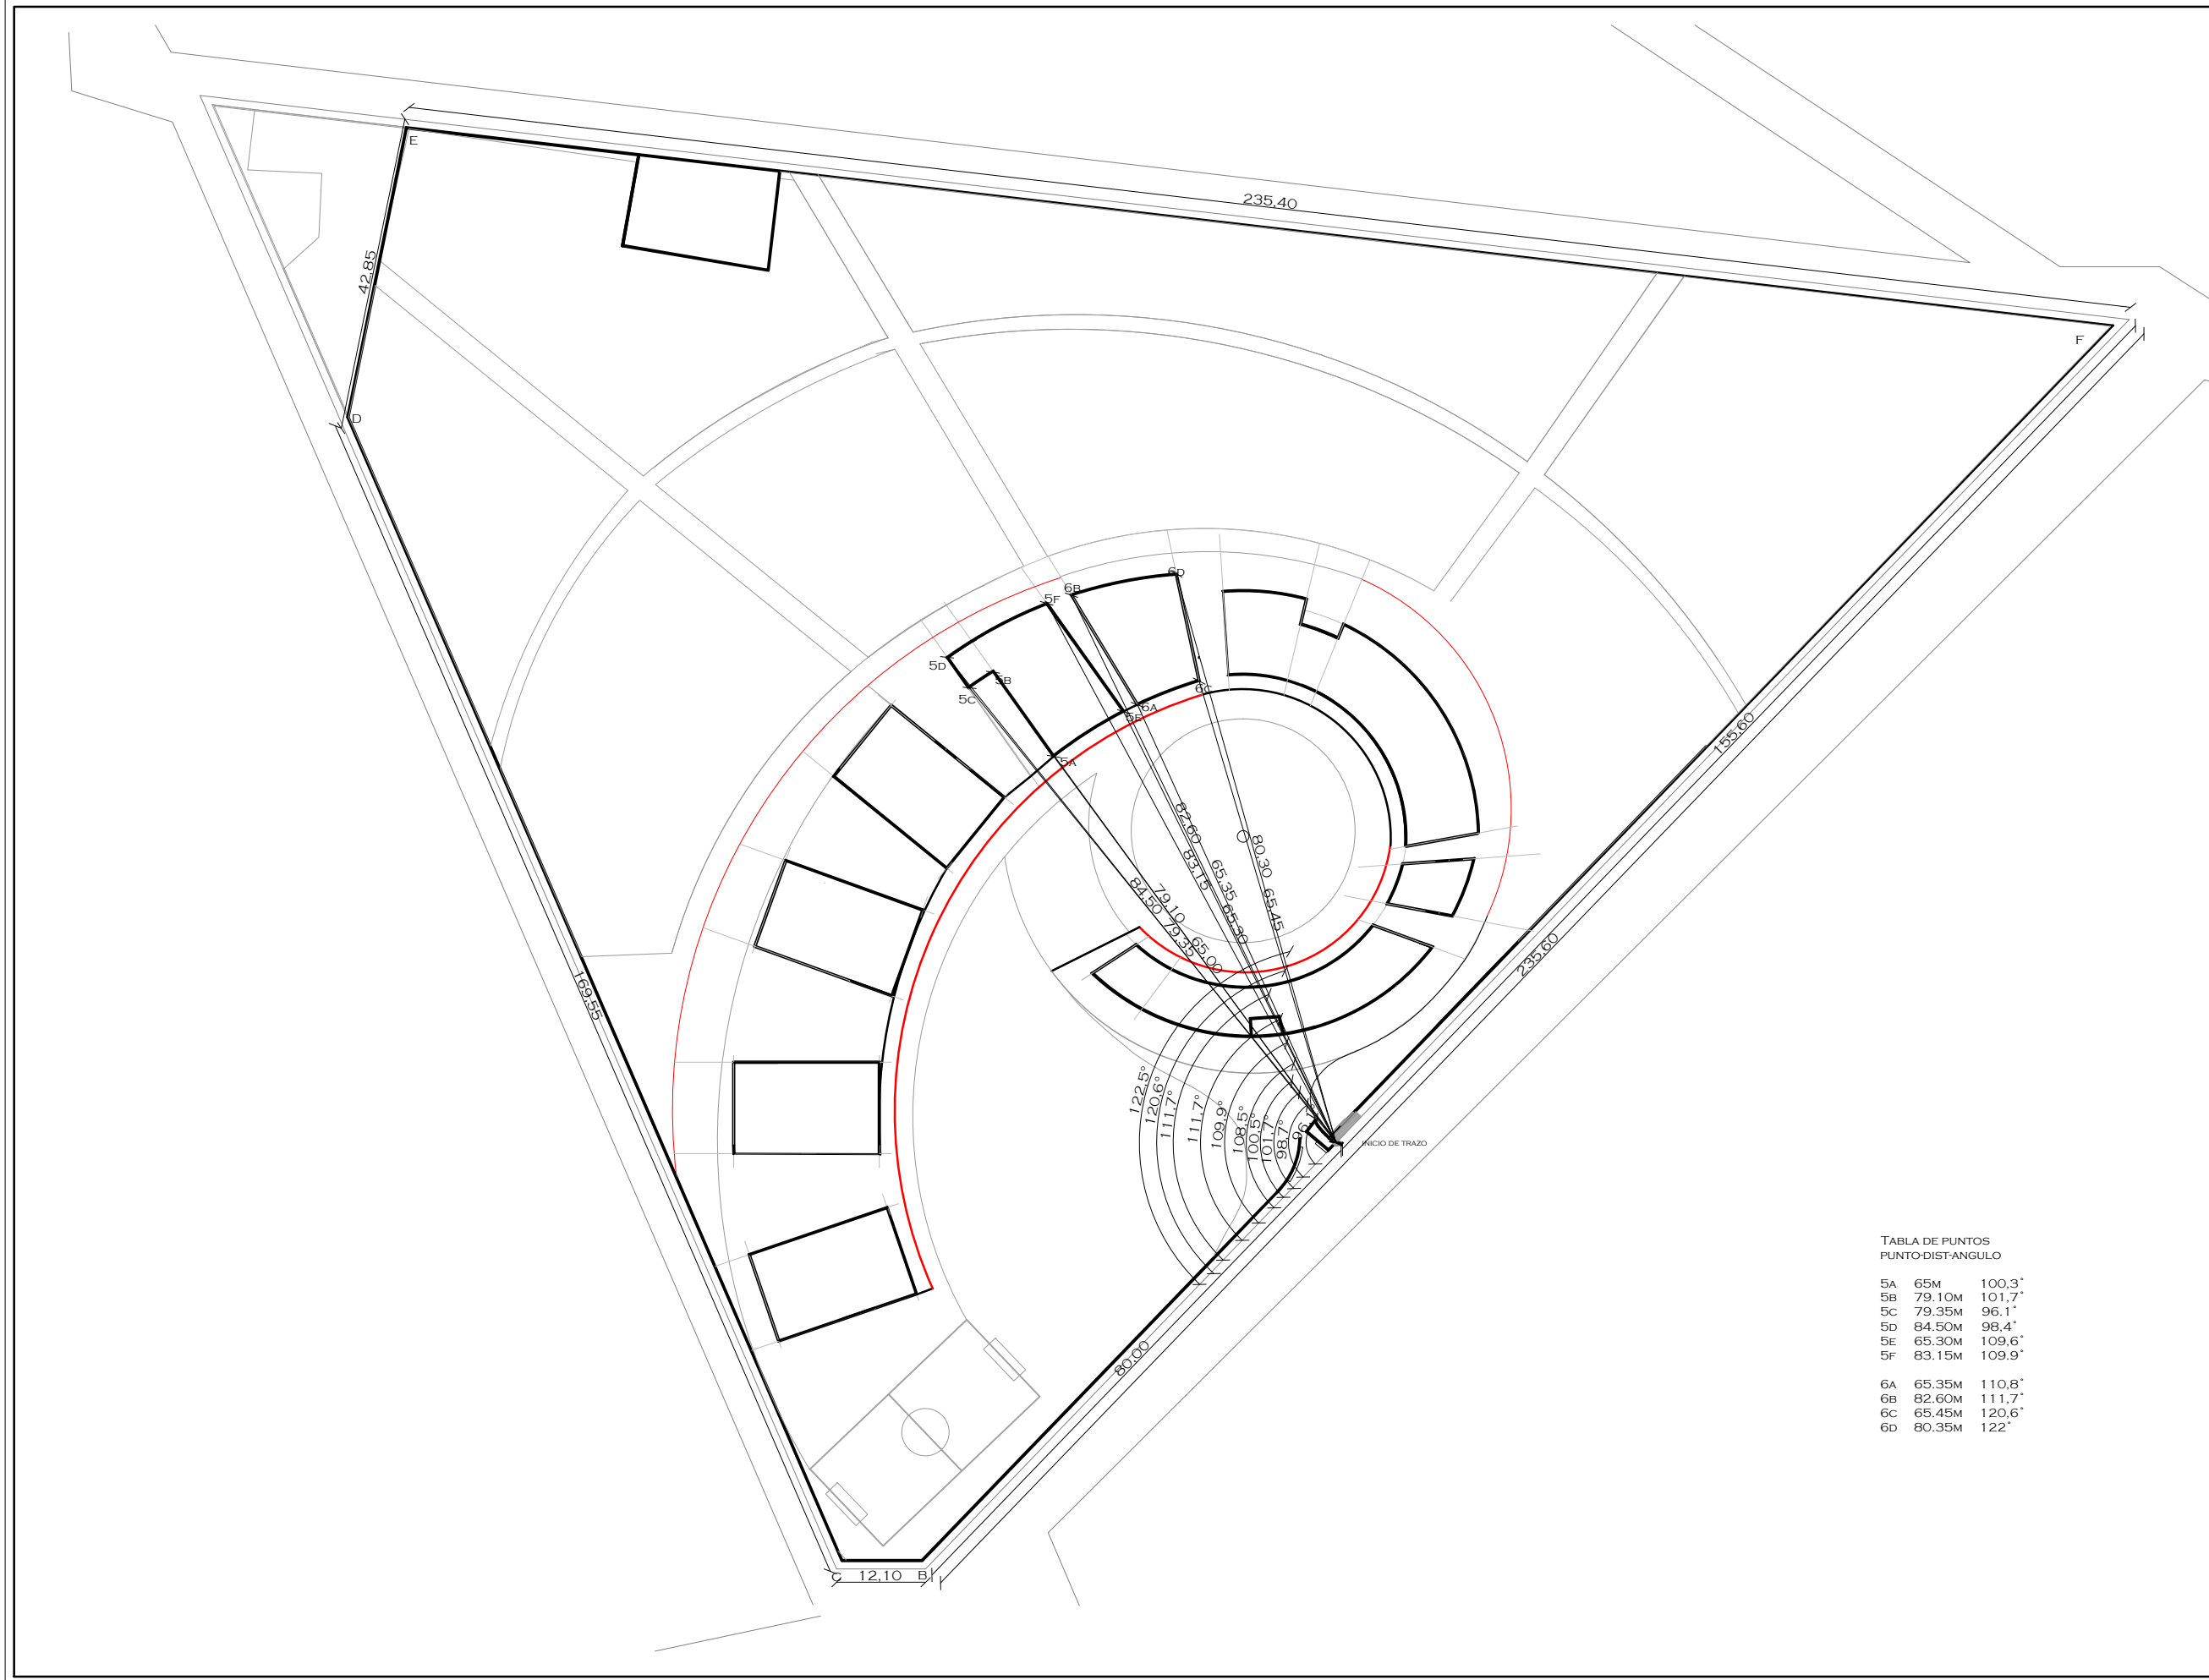 E
235,40
42,85
F
D
6D
6B
5F
5D
5B
5C
6C
6A
5E
5A
155,60
82,60
80,30
83,15
65,35
84,50
79,10
65,45
65,30
79,35
65,00
235,60
169,55
122,5°
120,6°
111,7°
111,7°
109,9°
108,5°
100,5°
101,7°
98,7°
INICIO DE TRAZO
80,00
C 12,10 B
TABLA DE PUNTOS
PUNTO-DIST-ANGULO
5A 65M 100,3°
5B 79.10M 101,7°
5C 79.35M 96.1°
5D 84.50M 98,4°
5E 65.30M 109,6°
5F 83.15M 109.9°
6A 65.35M 110,8°
6B 82.60M 111,7°
6C 65.45M 120,6°
6D 80.35M 122°